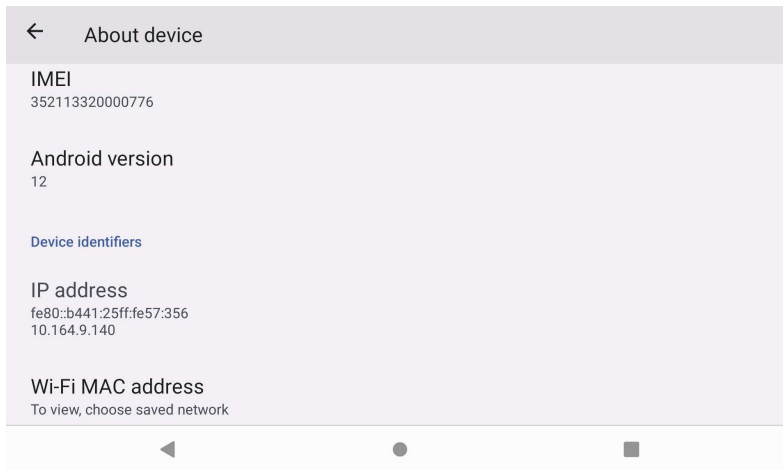 About device
IMEI
352113320000776
Android version
12
Device identifiers
IP address
fe80::b441:25ff:fe57:356
10.164.9.140
Wi-Fi MAC address
To view, choose saved network